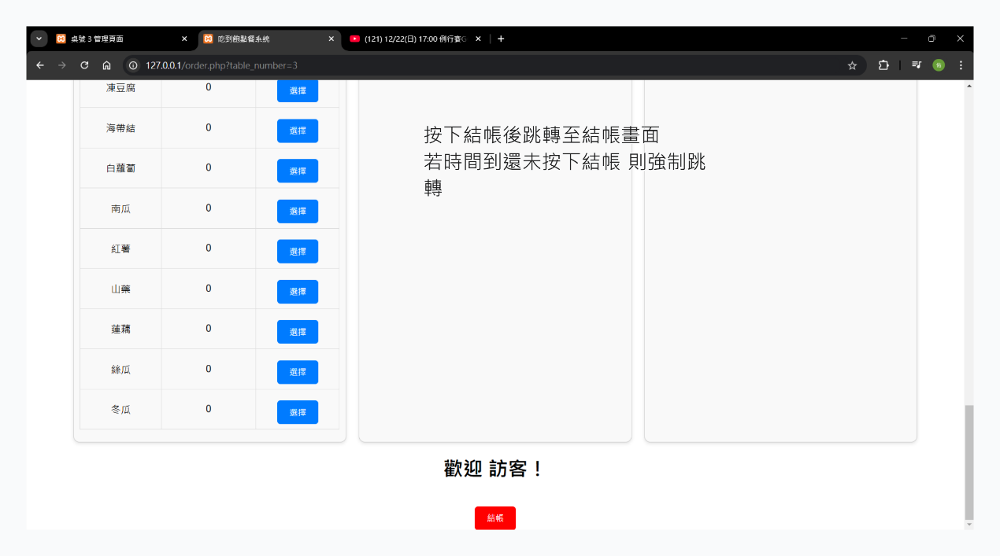 桌號 3 管理頁面
吃到飽點餐系統
(121) 12/22(日) 17:00 例行賽G
127.0.0.1/order.php?table_number=3
佑
凍豆腐 0 選擇
海帶結 0 選擇
白蘿蔔 0 選擇
南瓜 0 選擇
紅薯 0 選擇
山藥 0 選擇
蓮藕 0 選擇
絲瓜 0 選擇
冬瓜 0 選擇
按下結帳後跳轉至結帳畫面
若時間到還未按下結帳 則強制跳
轉
歡迎 訪客！
結帳